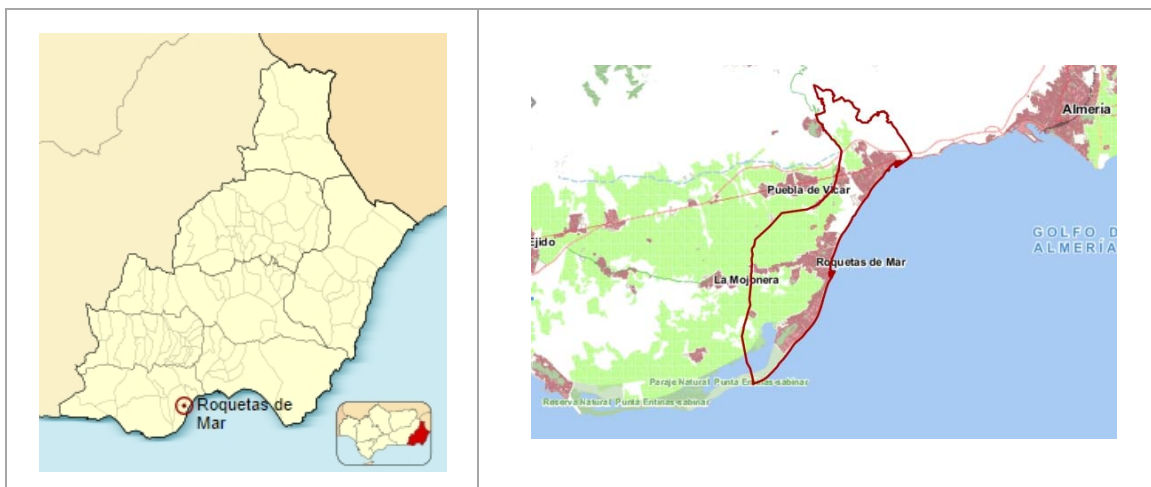 Roquetas de
Mar
Almería
Puebla de Vícar
Ejido
GOLFO D
ALMERÍA
Roquetas de Mar
La Mojonera
Paraje Natural Punta Entinas-sabinar
Reserva Natural Punta Entinas-sabinar